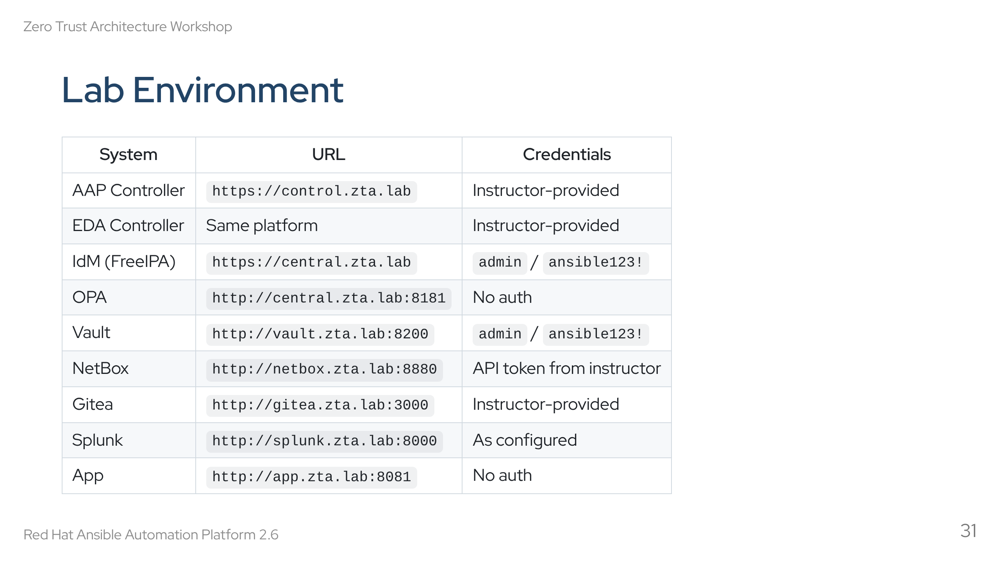 Zero Trust Architecture Workshop
Lab Environment
System URL Credentials
AAP Controller https://control.zta.lab Instructor-provided
EDA Controller Same platform Instructor-provided
IdM (FreeIPA) https://central.zta.lab admin / ansible123!
OPA http://central.zta.lab:8181 No auth
Vault http://vault.zta.lab:8200 admin / ansible123!
NetBox http://netbox.zta.lab:8880 API token from instructor
Gitea http://gitea.zta.lab:3000 Instructor-provided
Splunk http://splunk.zta.lab:8000 As configured
App http://app.zta.lab:8081 No auth
Red Hat Ansible Automation Platform 2.6
31